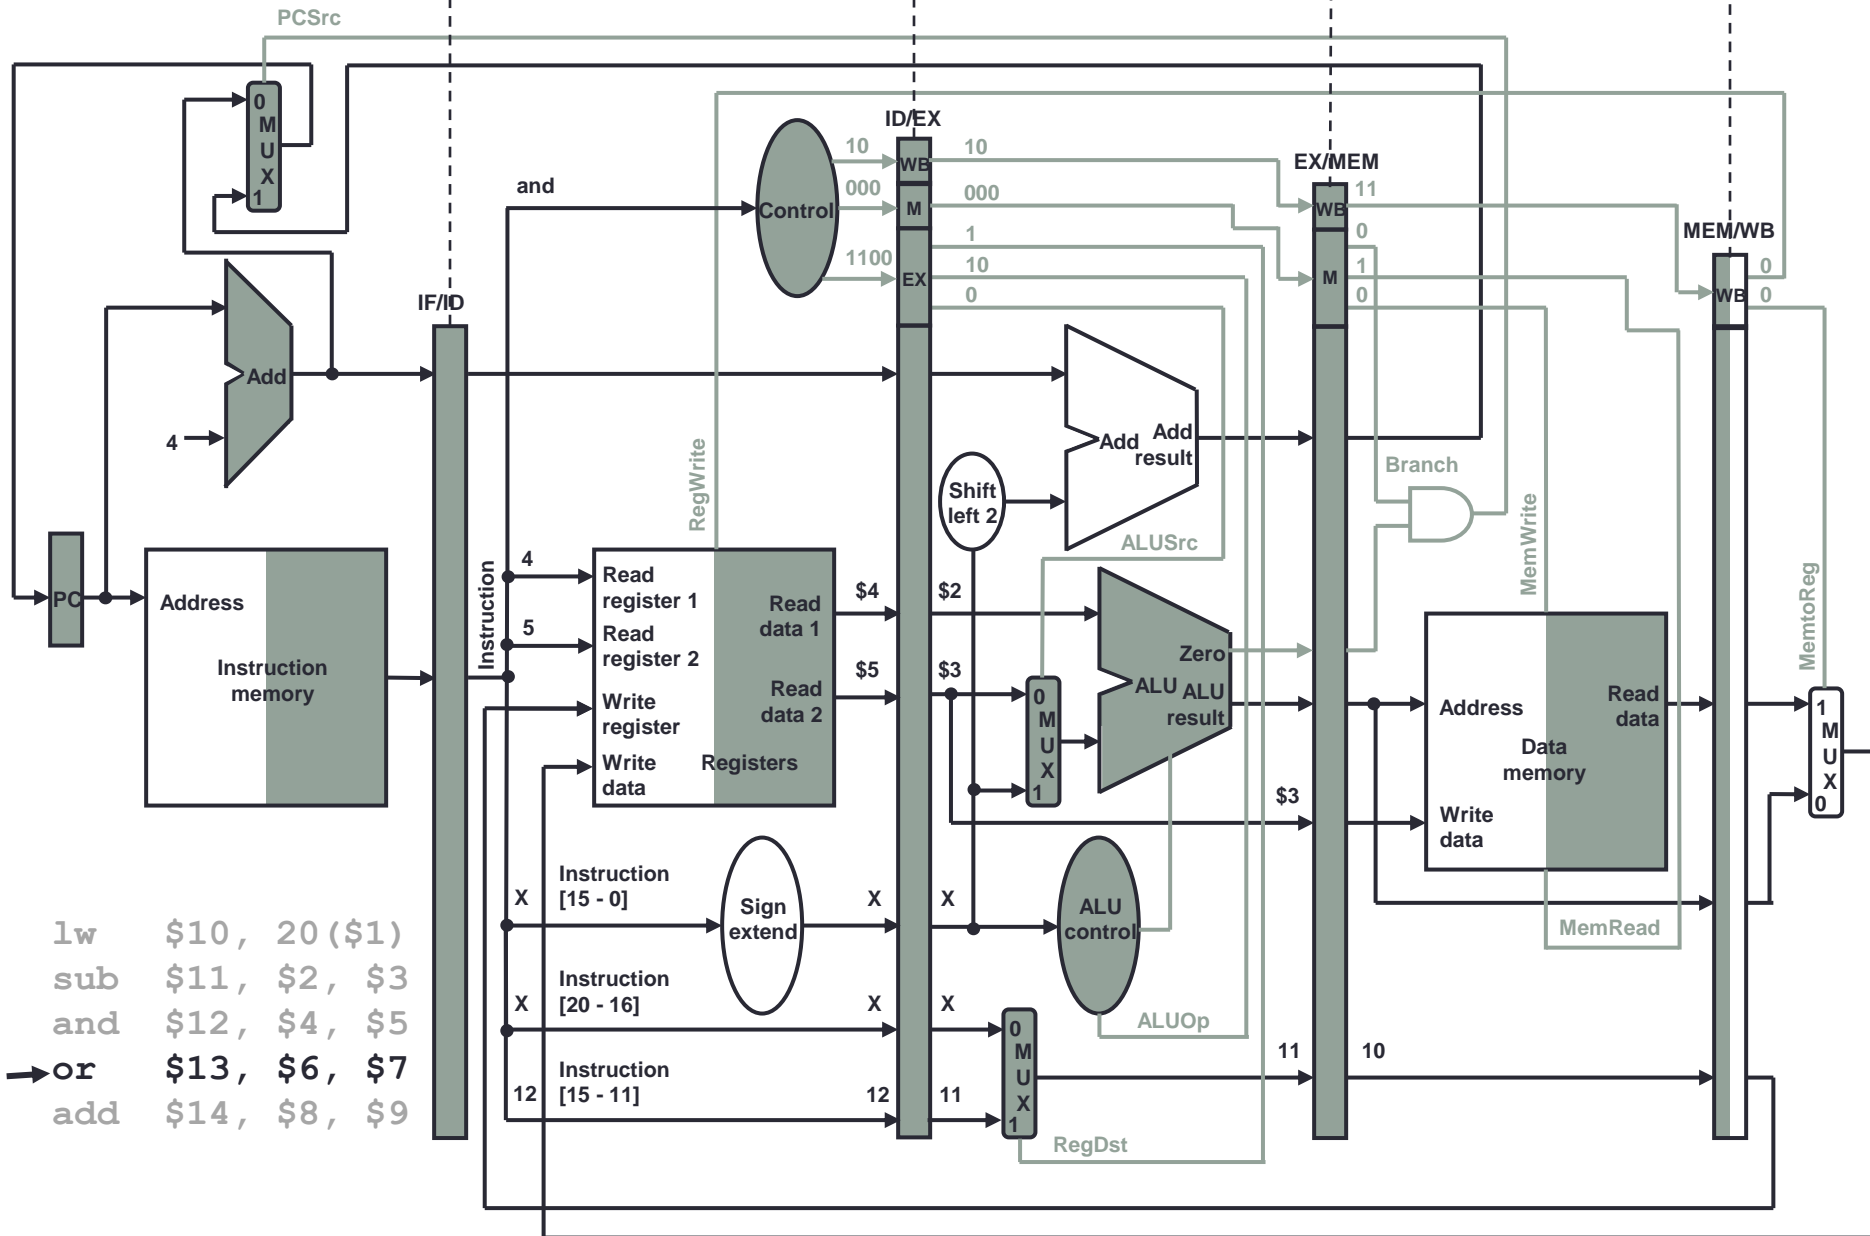 PCSrc
0
M
U
X
1
ID/EX
10
WB
10
EX/MEM
and
000
M
000
11
Control
WB
1
0
MEM/WB
1100
EX
10
1
M
0
0
0
WB
0
IF/ID
Add
4
Add
Add
result
Branch
Shift
left 2
RegWrite
MemWrite
ALUSrc
4
Read
register 1
$4
$2
PC
Address
Instruction
Read
data 1
MemtoReg
5
Read
register 2
Zero
Instruction
memory
$5
$3
0
M
U
X
1
ALU
ALU
result
Read
data 2
Write
register
Address
Read
data
1
M
U
X
0
Data
memory
Write
data
Registers
$3
Write
data
X
Instruction
[15 - 0]
Sign
extend
X
X
ALU
control
MemRead
lw $10, 20($1)
sub $11, $2, $3
and $12, $4, $5
or $13, $6, $7
add $14, $8, $9
X
Instruction
[20 - 16]
X
X
0
M
U
X
1
ALUOp
11
10
12
Instruction
[15 - 11]
12
11
RegDst